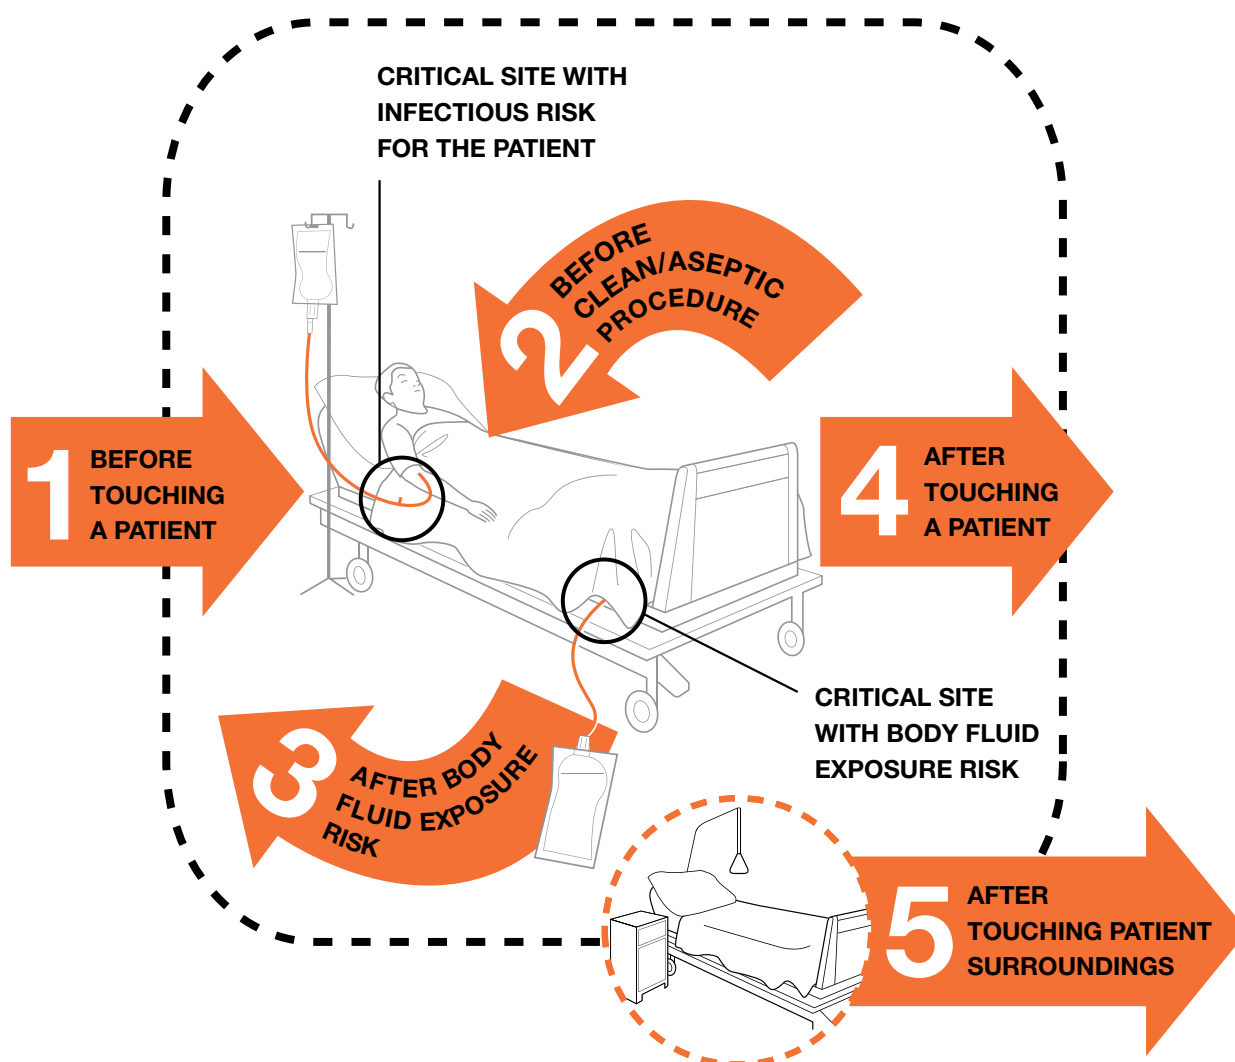 CRITICAL SITE WITH
INFECTIOUS RISK
FOR THE PATIENT
1
BEFORE
TOUCHING
A PATIENT
2
BEFORE
CLEAN/ASEPTIC
PROCEDURE
3
AFTER BODY
FLUID EXPOSURE
RISK
4
AFTER
TOUCHING
A PATIENT
CRITICAL SITE
WITH BODY FLUID
EXPOSURE RISK
5
AFTER
TOUCHING PATIENT
SURROUNDINGS